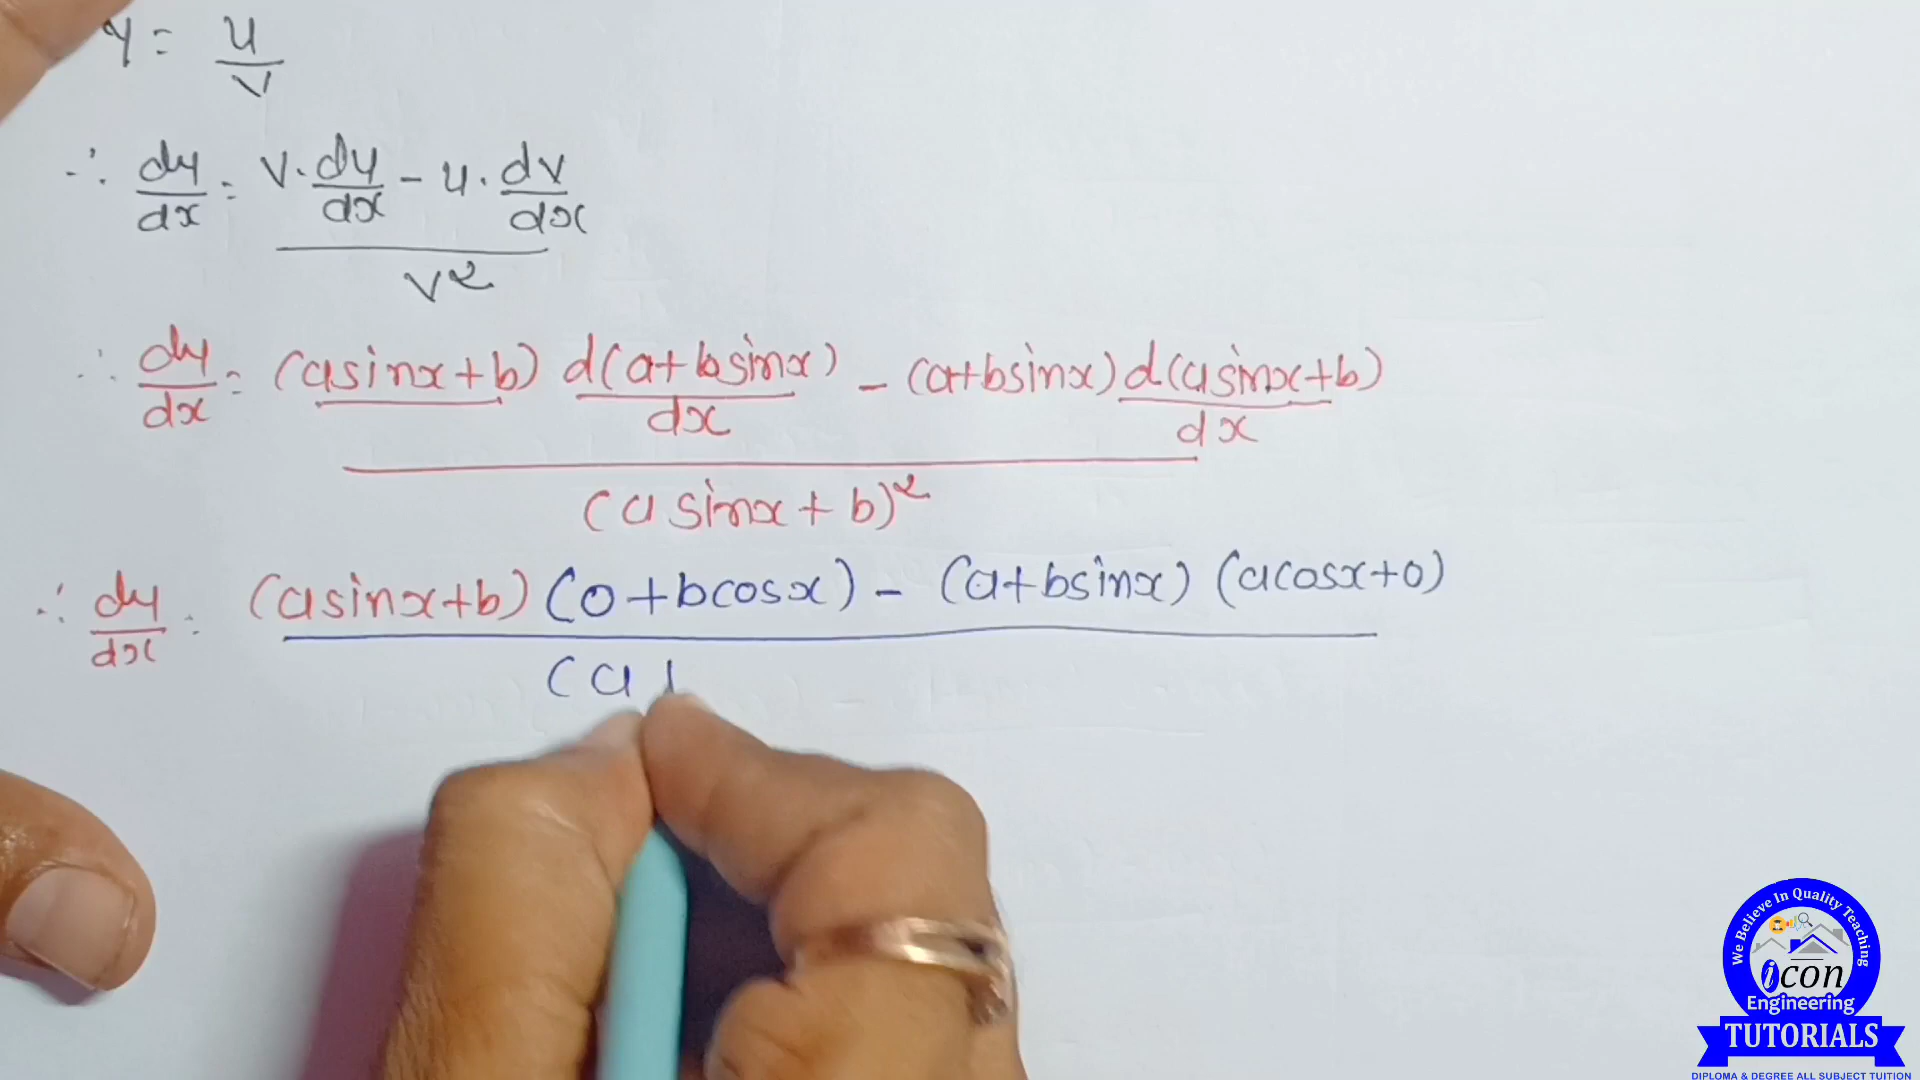 y = u/v
∴ dy/dx = v·du/dx - u·dv/dx / v²
∴ dy/dx = (asinx+b) d(a+bsinx)/dx - (a+bsinx) d(asinx+b)/dx / (asinx+b)²
∴ dy/dx = (asinx+b)(0+bcosx) - (a+bsinx)(acosx+0) / (a
We Believe In Quality Teaching
icon
Engineering
TUTORIALS
DIPLOMA & DEGREE ALL SUBJECT TUITION